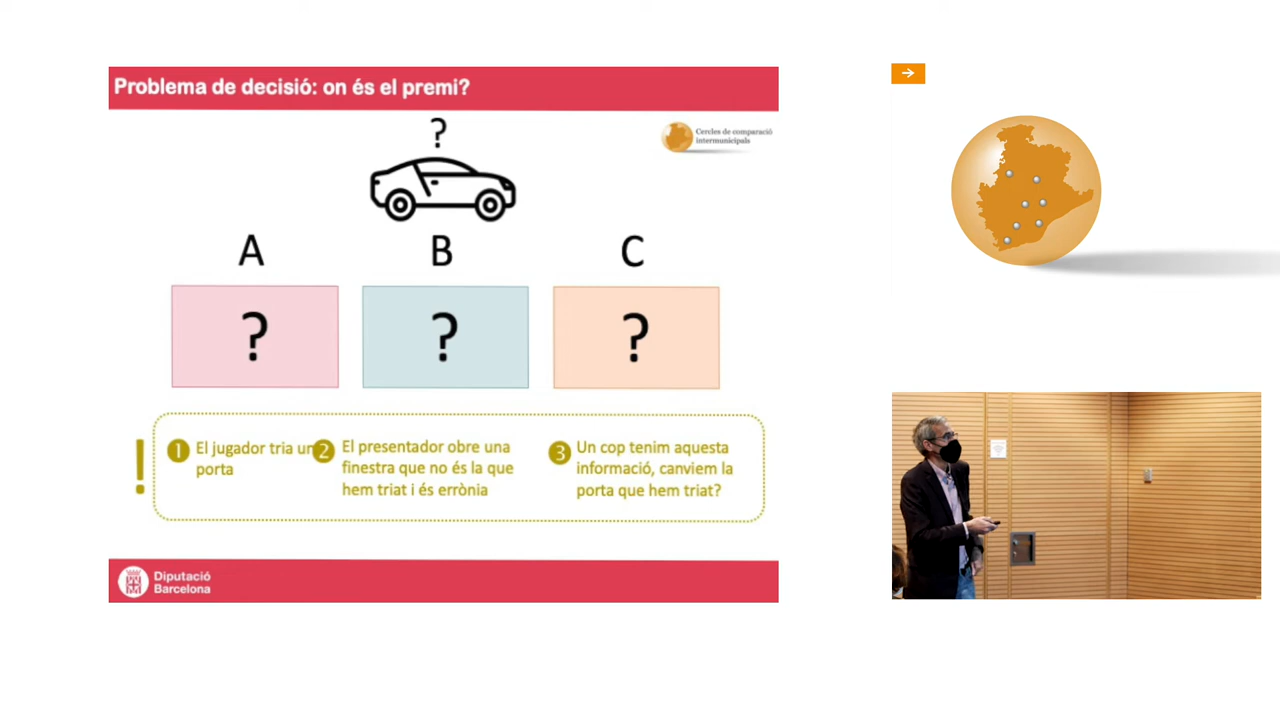 Problema de decisió: on és el premi?
Cercles de comparació
intermunicipals
?
A B C
? ? ?
!
1 El jugador tria un
porta
2 El presentador obre una
finestra que no és la que
hem triat i és errònia
3 Un cop tenim aquesta
informació, canviem la
porta que hem triat?
Diputació
Barcelona